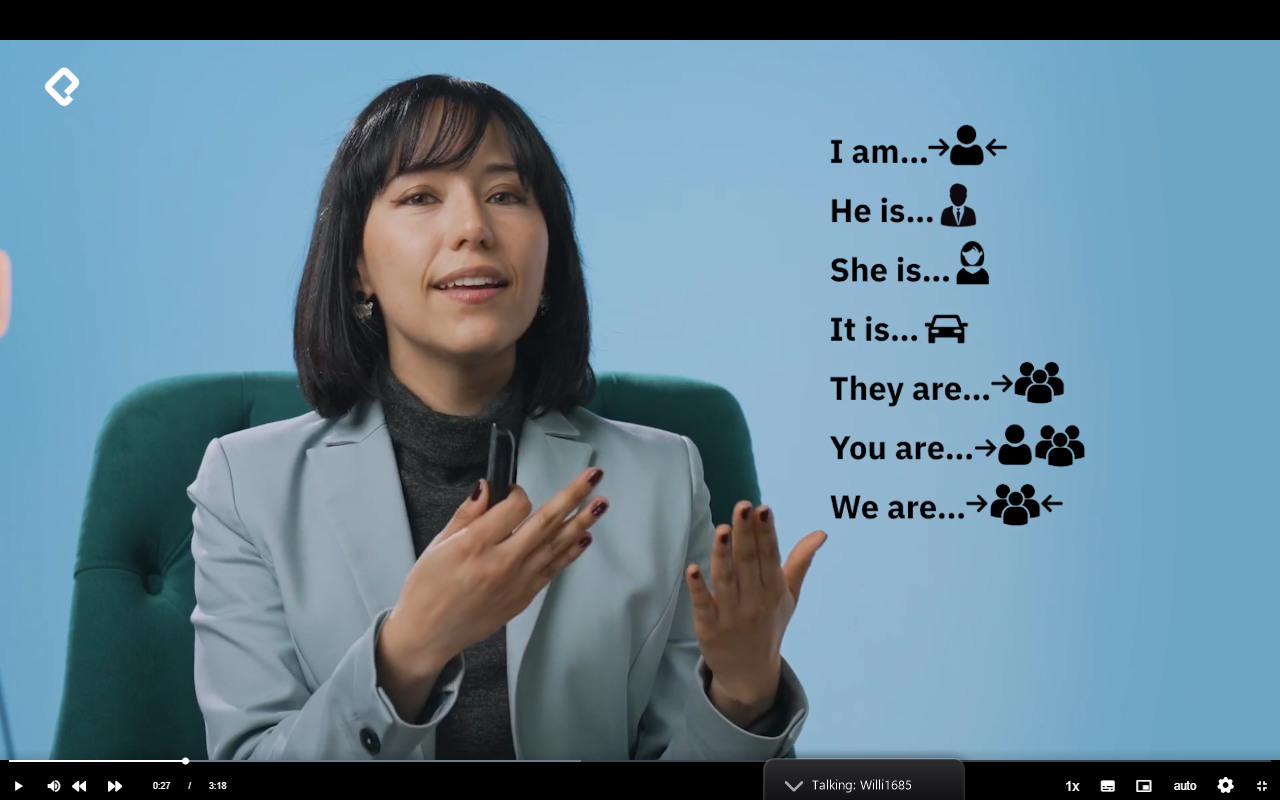 I am...
He is...
She is...
It is...
They are...
You are...
We are...
0:27 / 3:18
Talking: Willi1685
1x
auto